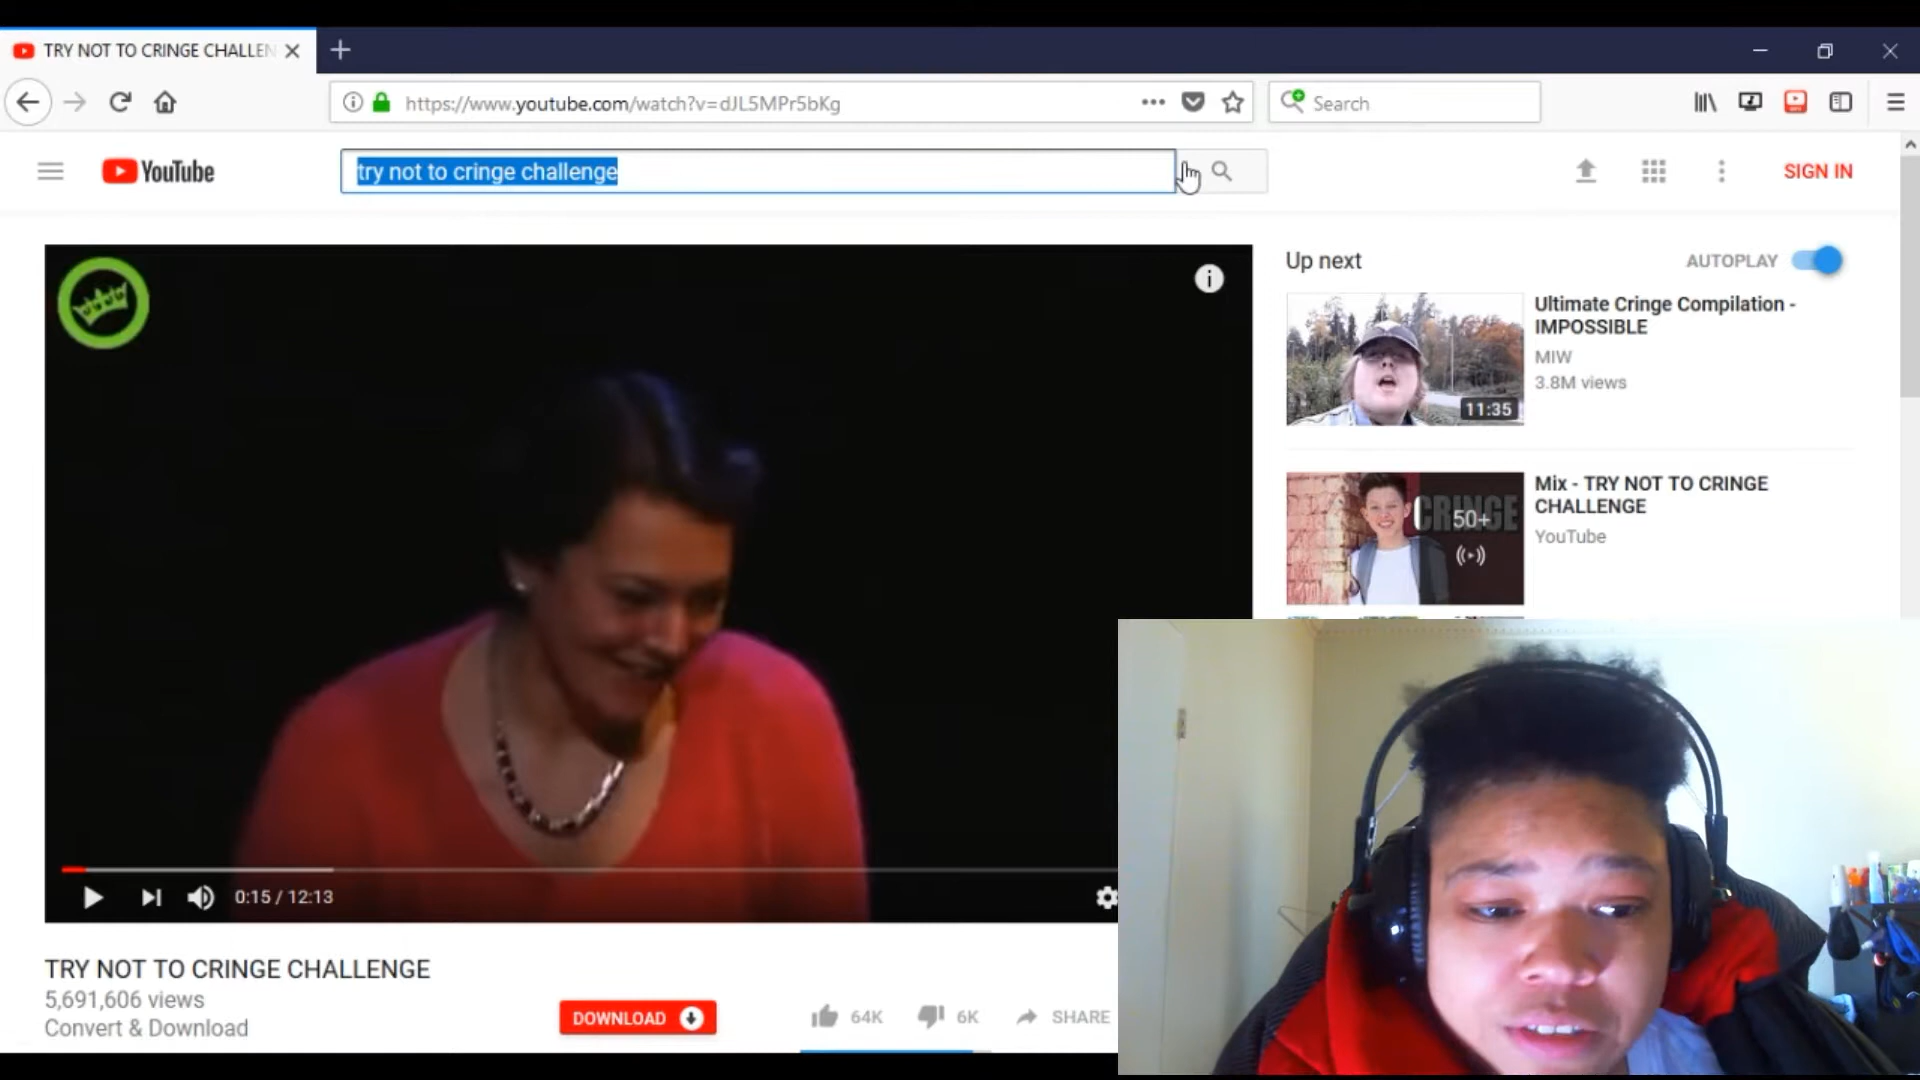 TRY NOT TO CRINGE CHALLEN
https://www.youtube.com/watch?v=dJL5MPr5bKg
Search
YouTube
try not to cringe challenge
SIGN IN
Up next
AUTOPLAY
Ultimate Cringe Compilation -
IMPOSSIBLE
MIW
3.8M views
11:35
Mix - TRY NOT TO CRINGE
CHALLENGE
YouTube
CRINGE
50+
0:15 / 12:13
TRY NOT TO CRINGE CHALLENGE
5,691,606 views
Convert & Download
DOWNLOAD
64K
6K
SHARE